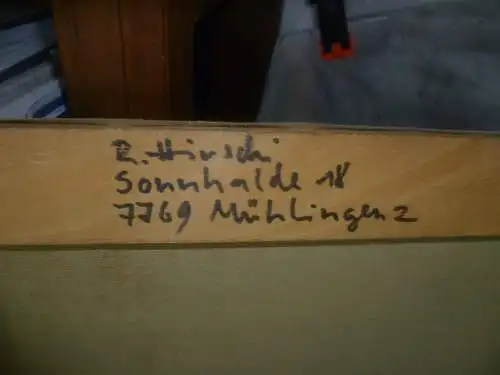 R. Hirschi
Sonnhalde 18
7769 Mühlingen 2